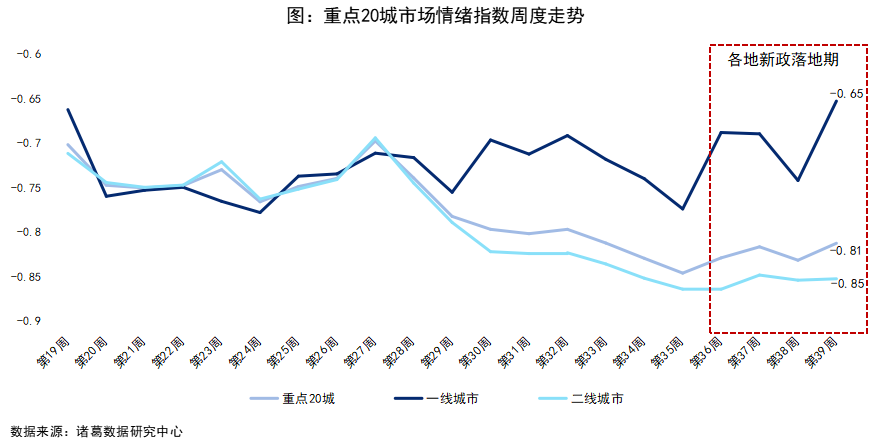 图：重点20城市场情绪指数周度走势
各地新政落地期
-0.6
-0.65
-0.7
-0.75
-0.8
-0.85
-0.9
-0.65
-0.81
-0.85
第19周
第20周
第21周
第22周
第23周
第24周
第25周
第26周
第27周
第28周
第29周
第30周
第31周
第32周
第33周
第34周
第35周
第36周
第37周
第38周
第39周
重点20城
一线城市
二线城市
数据来源：诸葛数据研究中心